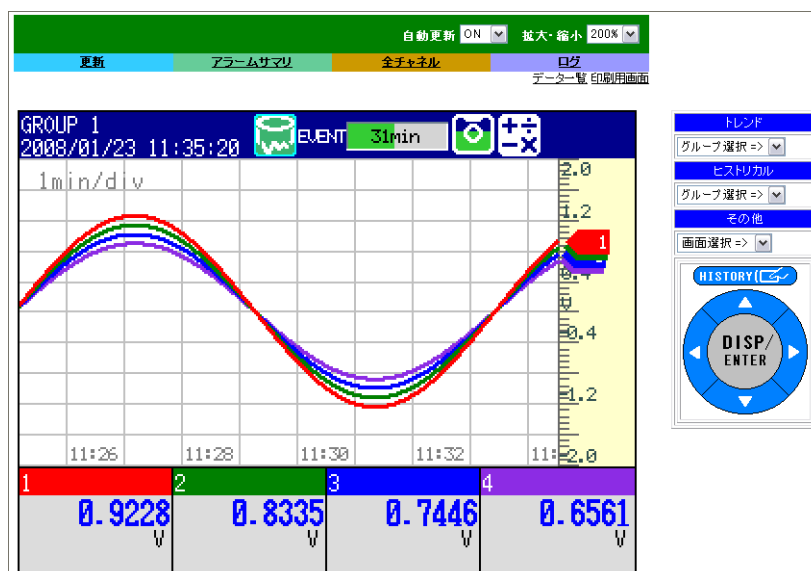 自動更新 ON 拡大・縮小 200%
更新 アラームサマリ 全チャネル ログ
データ一覧 印刷用画面
GROUP 1
2008/01/23 11:35:20 EVENT 31min
1min/div
2.0
1.2
0.4
V
-0.4
-1.2
-2.0
1
11:26 11:28 11:30 11:32 11:
1 2 3 4
0.9228 0.8335 0.7446 0.6561
V V V V
トレンド
グループ選択 =>
ヒストリカル
グループ選択 =>
その他
画面選択 =>
HISTORY
DISP/
ENTER